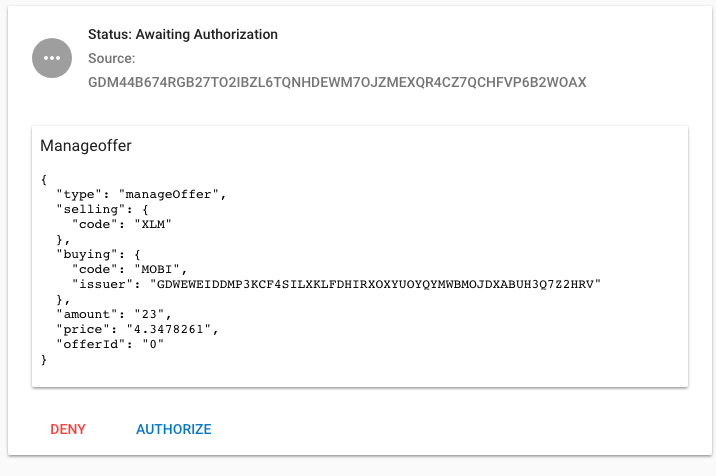 Status: Awaiting Authorization
Source:
GDM44B674RGB27TO2IBZL6TQNHDEWM7OJZMEXQR4CZ7QCHFVP6B2WOAX
Manageoffer
{
"type": "manageOffer",
"selling": {
"code": "XLM"
},
"buying": {
"code": "MOBI",
"issuer": "GDWEWEIDDMP3KCF4SILXKLFDHIRXOXYUOYQYMWBMOJDXABUH3Q7Z2HRV"
},
"amount": "23",
"price": "4.3478261",
"offerId": "0"
}
DENY AUTHORIZE